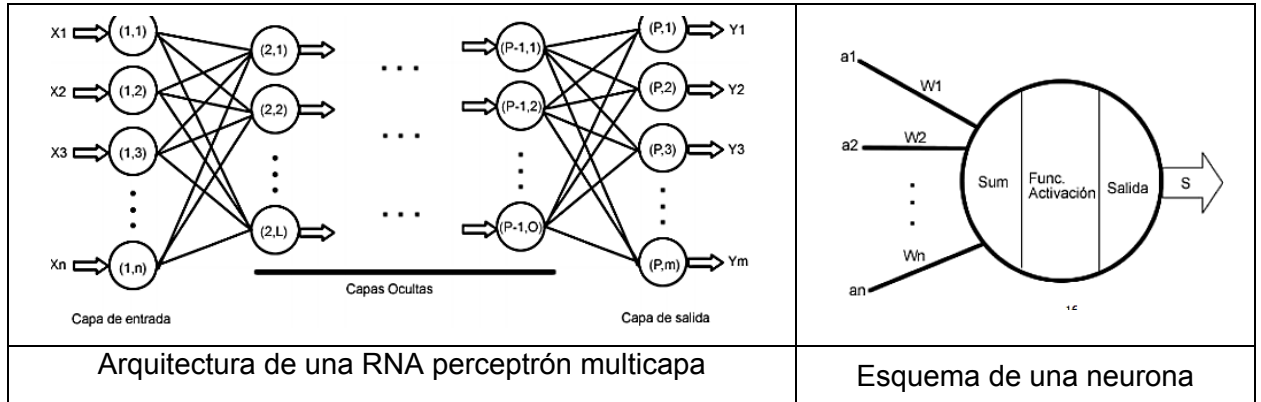 X1 (1,1) (2,1) . . . (P-1,1) (P,1) Y1
X2 (1,2) (2,2) (P-1,2) (P,2) Y2
X3 (1,3) (P,3) Y3
(2,L) . . . (P-1,O)
Xn (1,n) (P,m) Ym
Capas Ocultas
Capa de entrada
Capa de salida
a1
W1
a2
W2
Sum
Func.
Activación
Salida
S
Wn
an
Arquitectura de una RNA perceptrón multicapa
Esquema de una neurona